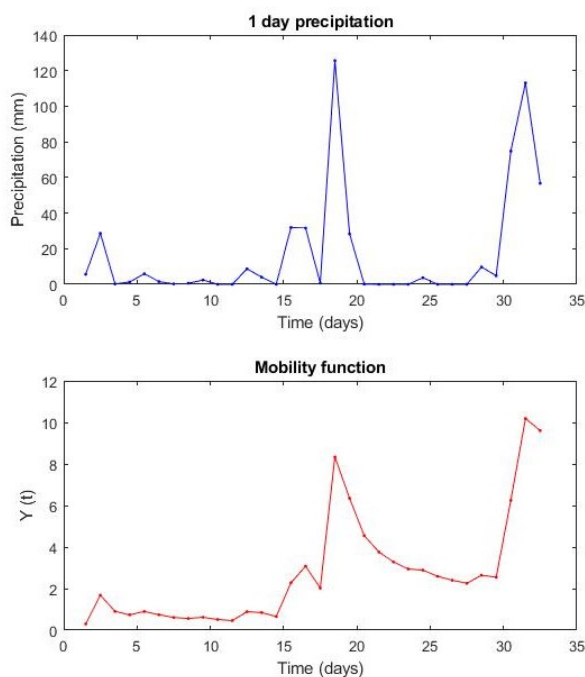 1 day precipitation
Precipitation (mm)
140
120
100
80
60
40
20
0
0 5 10 15 20 25 30 35
Time (days)
Mobility function
Y (t)
12
10
8
6
4
2
0
0 5 10 15 20 25 30 35
Time (days)